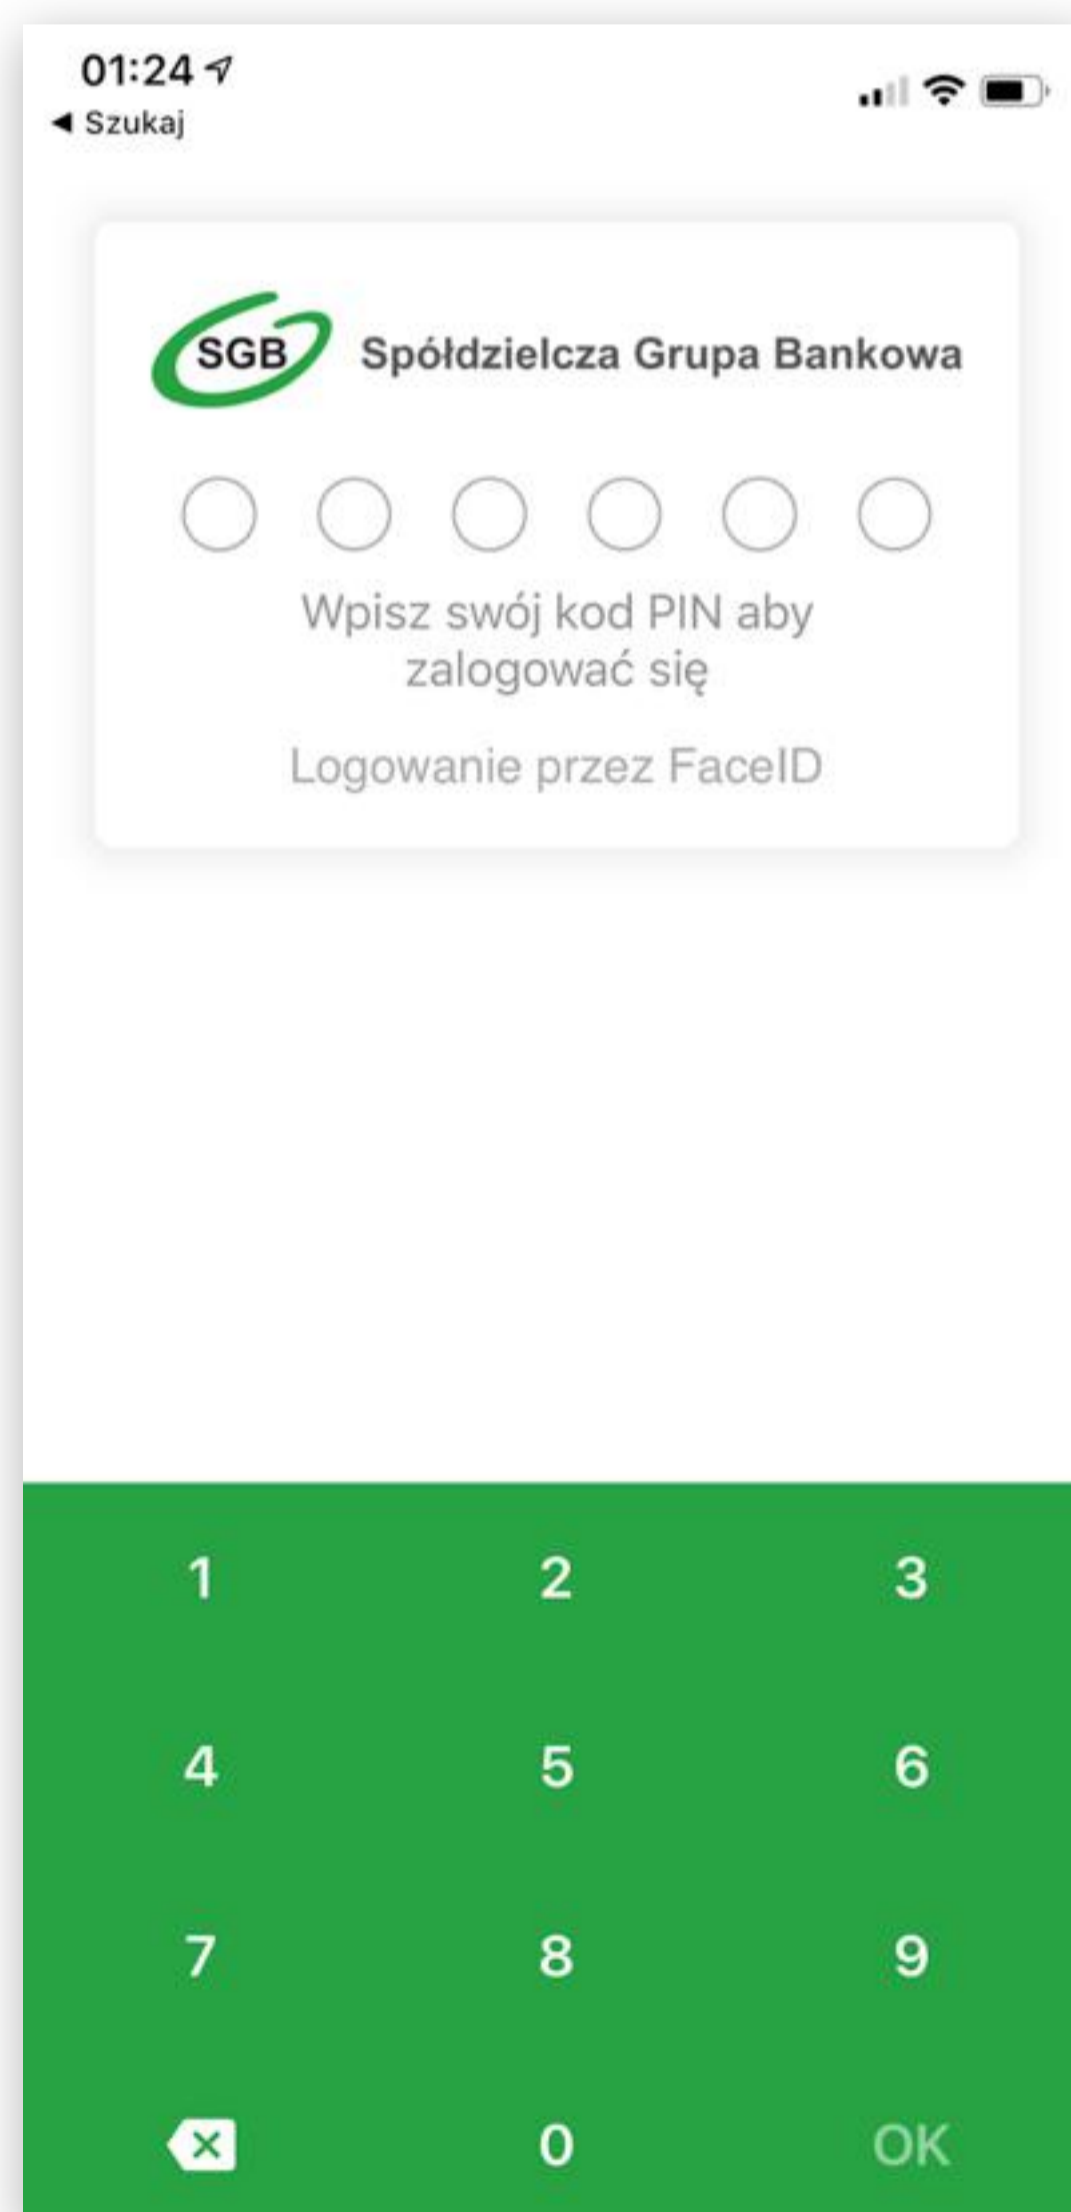 01:24
◀ Szukaj
SGB Spółdzielcza Grupa Bankowa
Wpisz swój kod PIN aby
zalogować się
Logowanie przez FaceID
1 2 3
4 5 6
7 8 9
0 OK